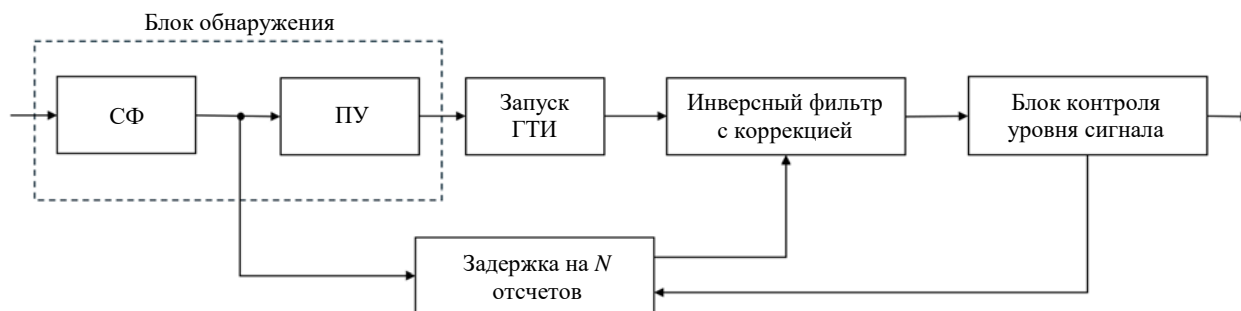 Блок обнаружения
СФ
ПУ
Запуск
ГТИ
Инверсный фильтр
с коррекцией
Блок контроля
уровня сигнала
Задержка на N
отсчетов